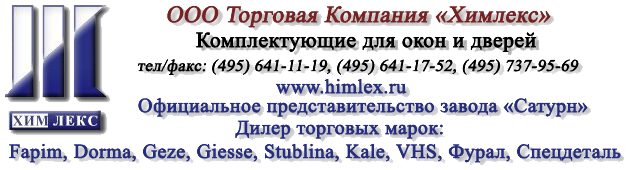 ООО Торговая Компания «Химлекс»
Комплектующие для окон и дверей
тел/факс: (495) 641-11-19, (495) 641-17-52, (495) 737-95-69
www.himlex.ru
ХИМ ЛЕКС
Официальное представительство завода «Сатурн»
Дилер торговых марок:
Fapim, Dorma, Geze, Giesse, Stublina, Kale, VHS, Фурал, Спецдеталь